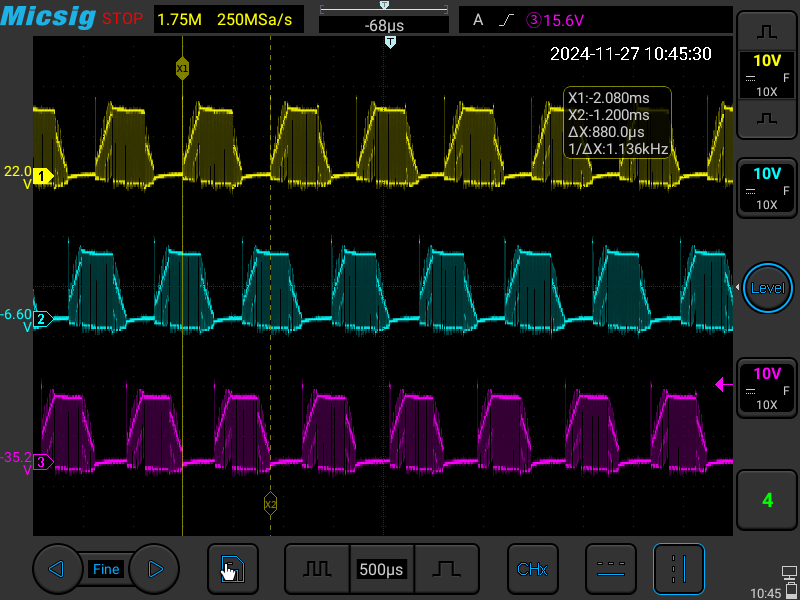 Micsig STOP 1.75M 250MSa/s T -68µs A 3 15.6V
T
2024-11-27 10:45:30
X1
X1:-2.080ms
X2:-1.200ms
ΔX:880.0µs
1/ΔX:1.136kHz
10V
F
10X
22.0
V
1
10V
F
10X
-6.60
V
2
Level
10V
F
10X
-35.2
V
3
X2
4
Fine
500µs
CHx
10:45